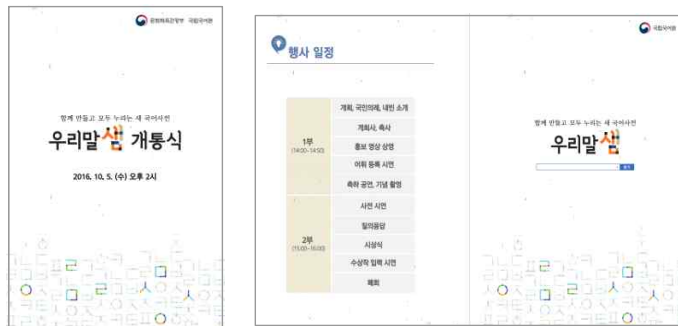 문화체육관광부 국립국어원
함께 만들고 모두 누리는 새 국어사전
우리말샘 개통식
2016. 10. 5. (수) 오후 2시
행사 일정
1부
(14:00~14:50)
개회, 국민의례, 내빈 소개
개회사, 축사
홍보 영상 상영
어휘 등록 시연
축하 공연, 기념 촬영
2부
(15:00~16:00)
사전 시연
질의응답
시상식
수상작 입력 시연
폐회
국립국어원
함께 만들고 모두 누리는 새 국어사전
우리말샘